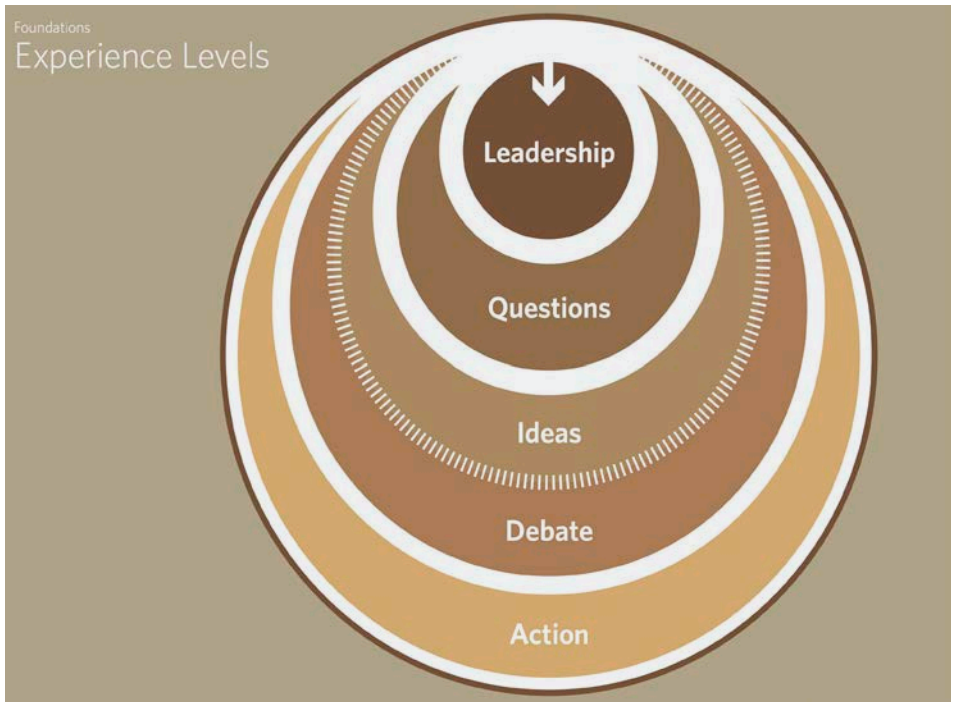 Foundations
Experience Levels
Leadership
Questions
Ideas
Debate
Action